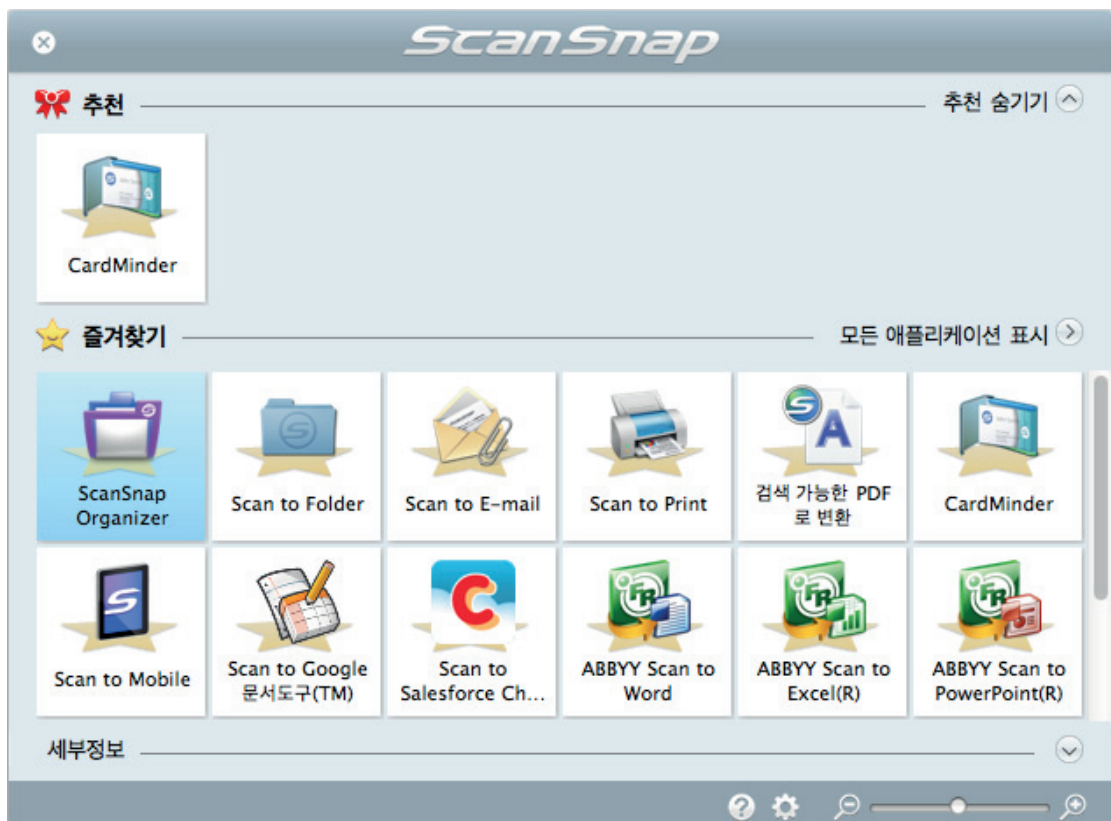 ScanSnap
추천
추천 숨기기
CardMinder
즐겨찾기
모든 애플리케이션 표시
ScanSnap
Organizer
Scan to Folder
Scan to E-mail
Scan to Print
검색 가능한 PDF
로 변환
CardMinder
Scan to Mobile
Scan to Google
문서도구(TM)
Scan to
Salesforce Ch...
ABBYY Scan to
Word
ABBYY Scan to
Excel(R)
ABBYY Scan to
PowerPoint(R)
세부정보